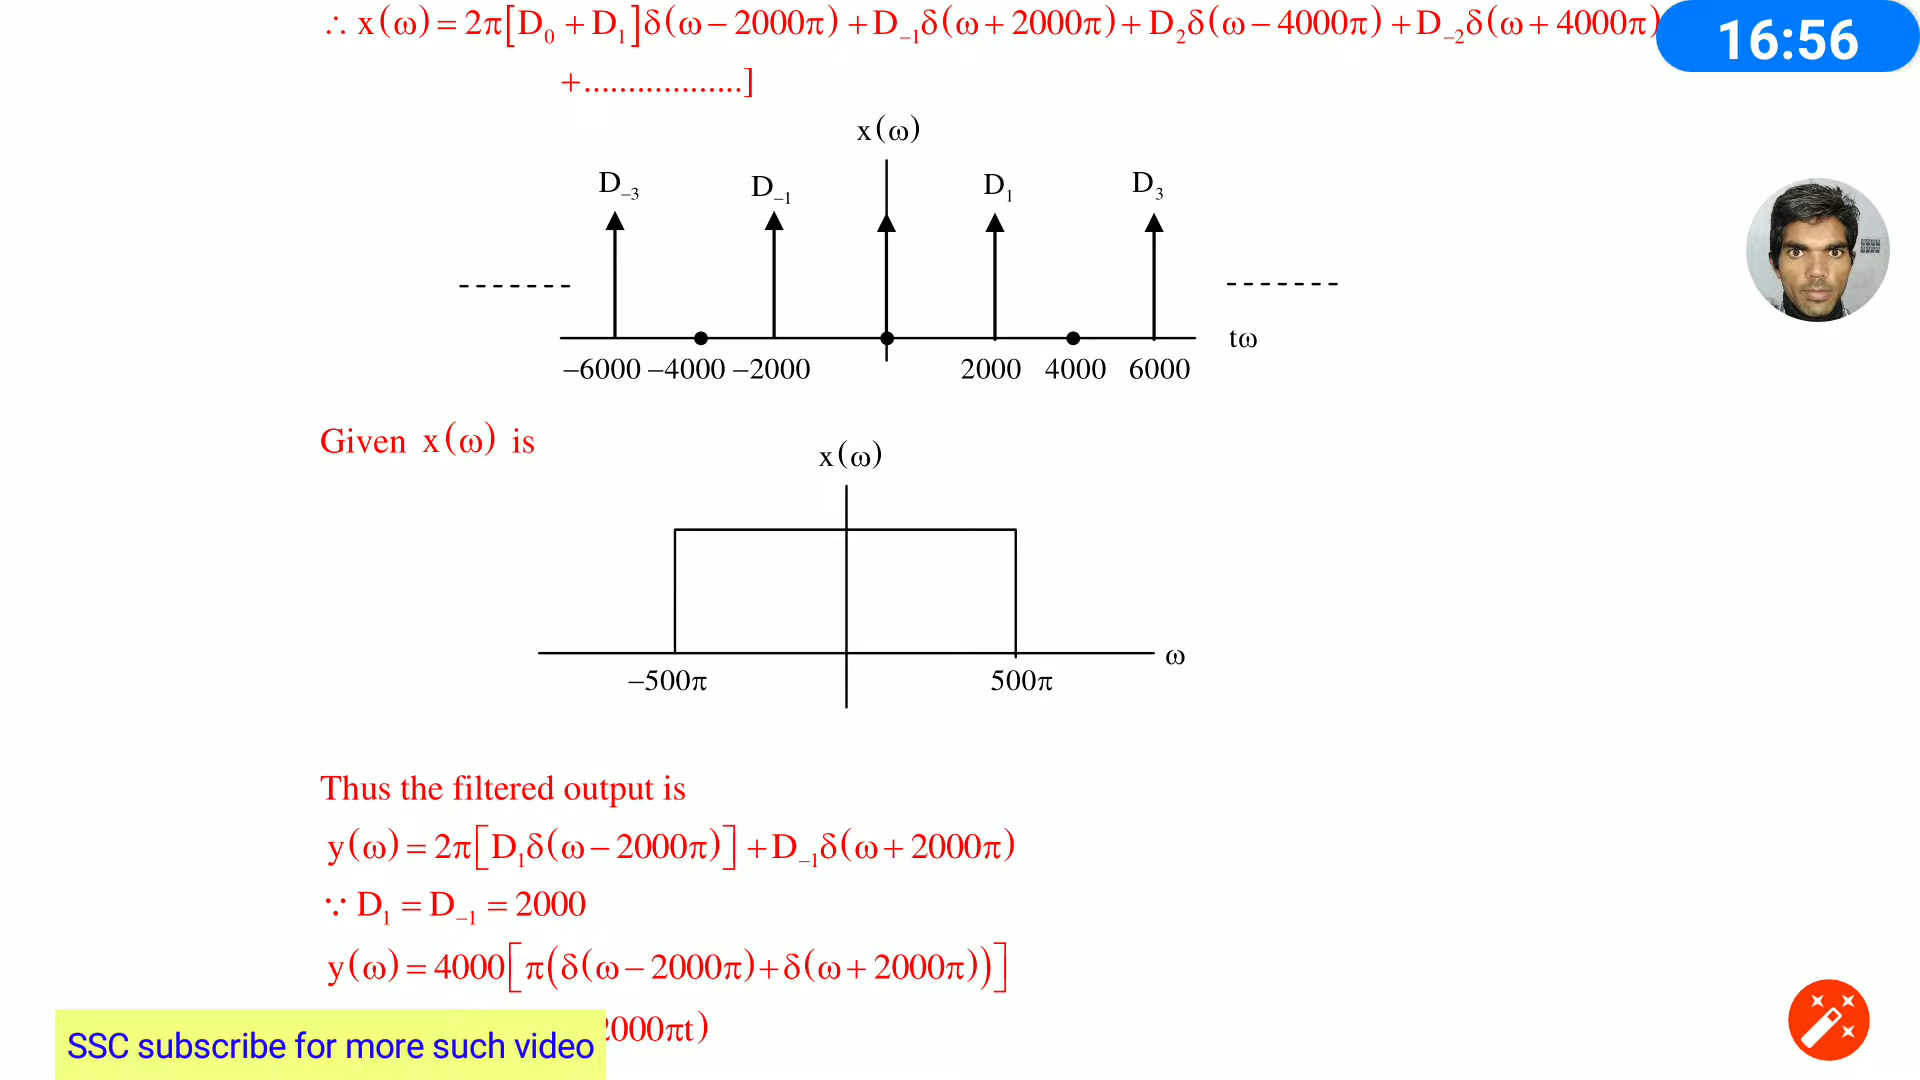 ∴ x(ω) = 2π[D₀ + D₁]δ(ω − 2000π) + D₋₁δ(ω + 2000π) + D₂δ(ω − 4000π) + D₋₂δ(ω + 4000π)
16:56
+..................]
x(ω)
D₋₃ D₋₁ D₁ D₃
tω
−6000 −4000 −2000 2000 4000 6000
Given x(ω) is
x(ω)
ω
−500π 500π
Thus the filtered output is
y(ω) = 2π[D₁δ(ω − 2000π)] + D₋₁δ(ω + 2000π)
∵ D₁ = D₋₁ = 2000
y(ω) = 4000[π(δ(ω − 2000π) + δ(ω + 2000π))]
2000πt)
SSC subscribe for more such video